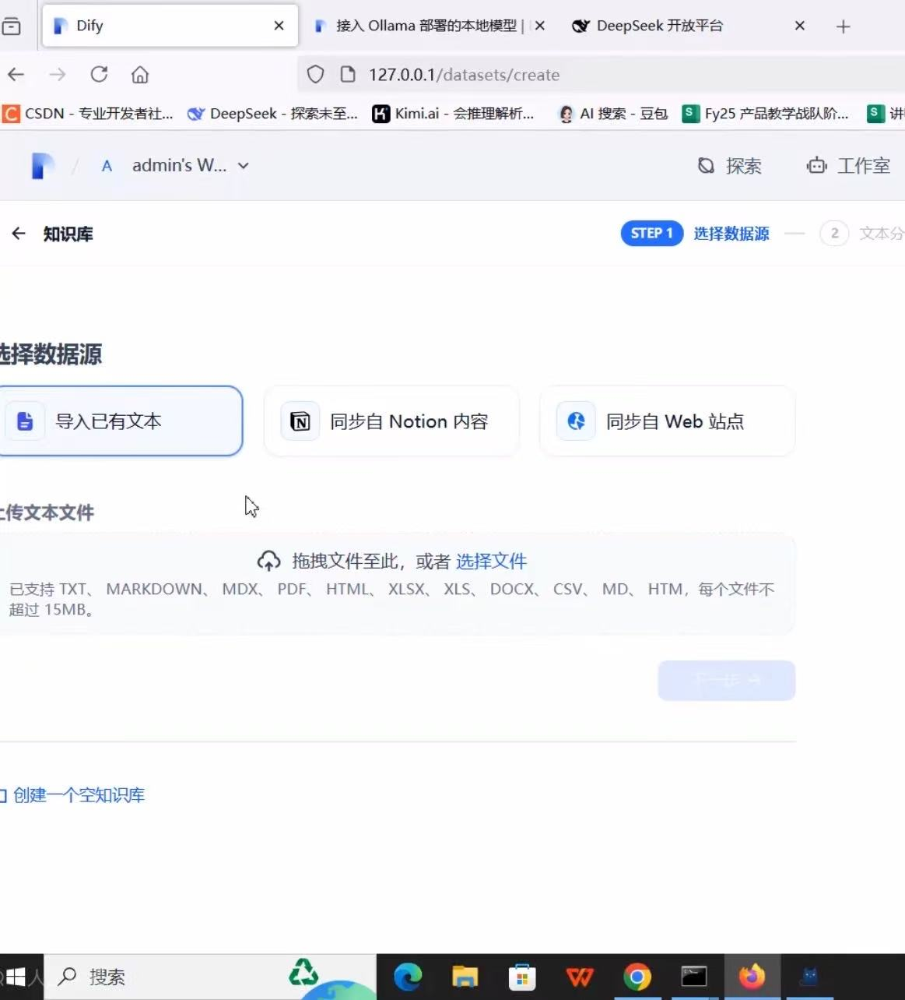 Dify
接入 Ollama 部署的本地模型 |
DeepSeek 开放平台
127.0.0.1/datasets/create
CSDN - 专业开发者社...
DeepSeek - 探索未至...
Kimi.ai - 会推理解析...
AI 搜索 - 豆包
Fy25 产品教学战队阶...
A admin's W...
探索
工作室
知识库
STEP 1 选择数据源
2 文本分
选择数据源
导入已有文本
同步自 Notion 内容
同步自 Web 站点
上传文本文件
拖拽文件至此，或者 选择文件
已支持 TXT、 MARKDOWN、 MDX、 PDF、 HTML、 XLSX、 XLS、 DOCX、 CSV、 MD、 HTM，每个文件不
超过 15MB。
下一步
创建一个空知识库
搜索